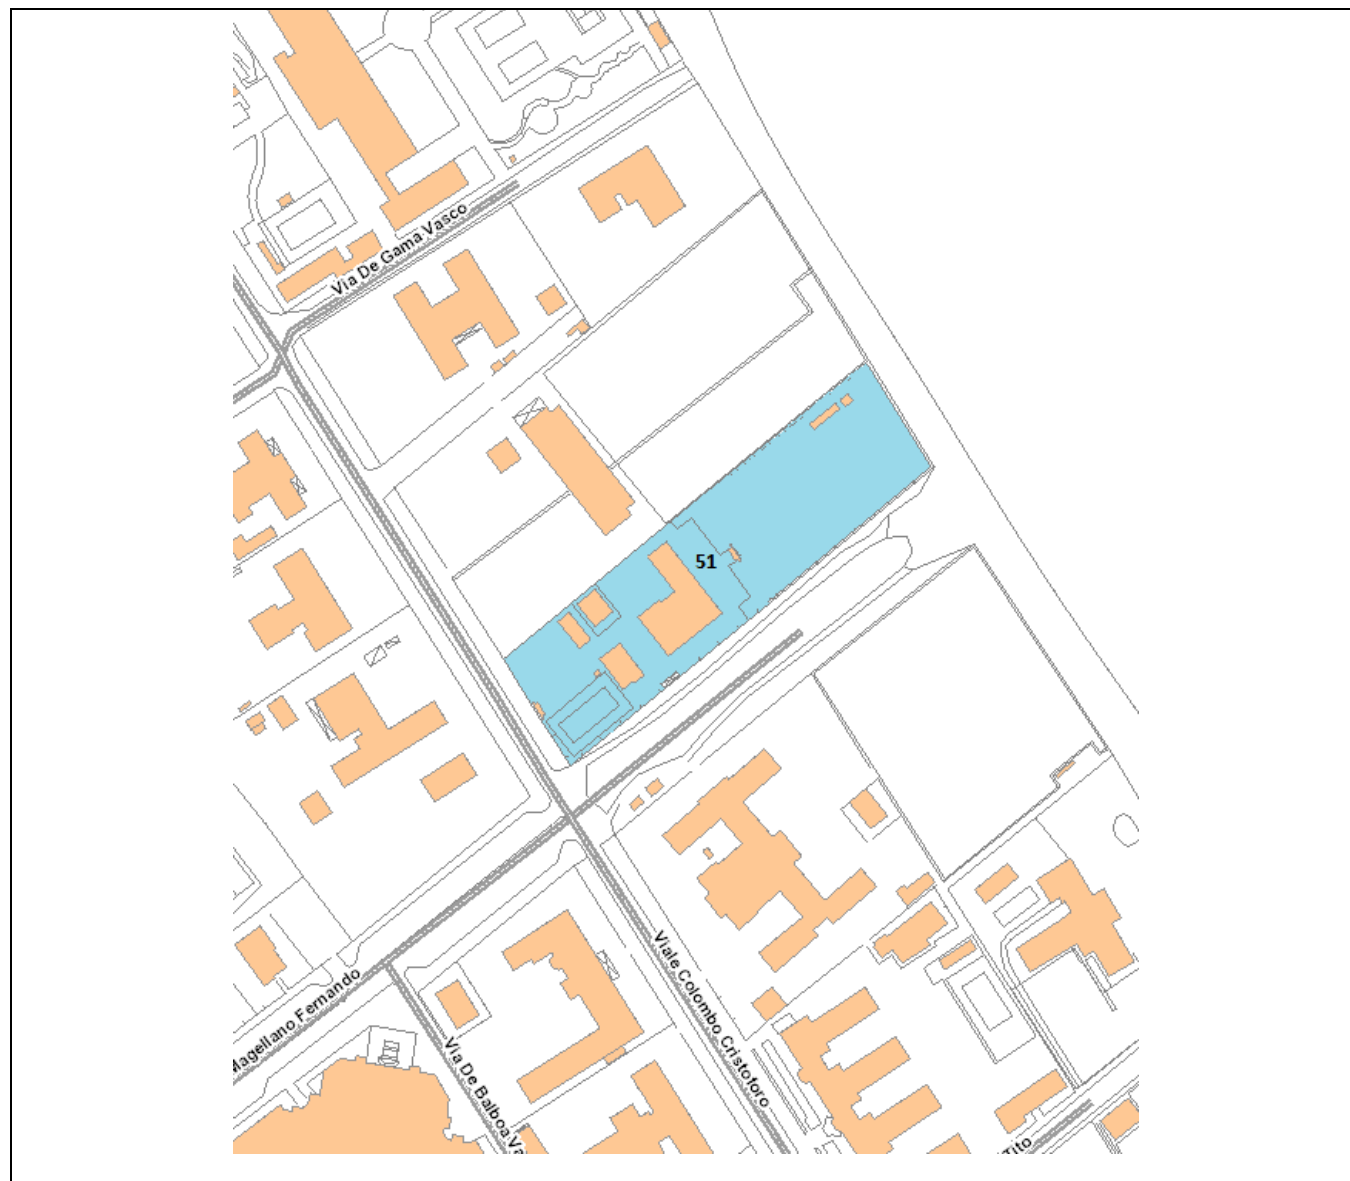 Via De Gama Vasco
51
Viale Colombo Cristoforo
Magellano Fernando
Via De Balboa Va
Tito